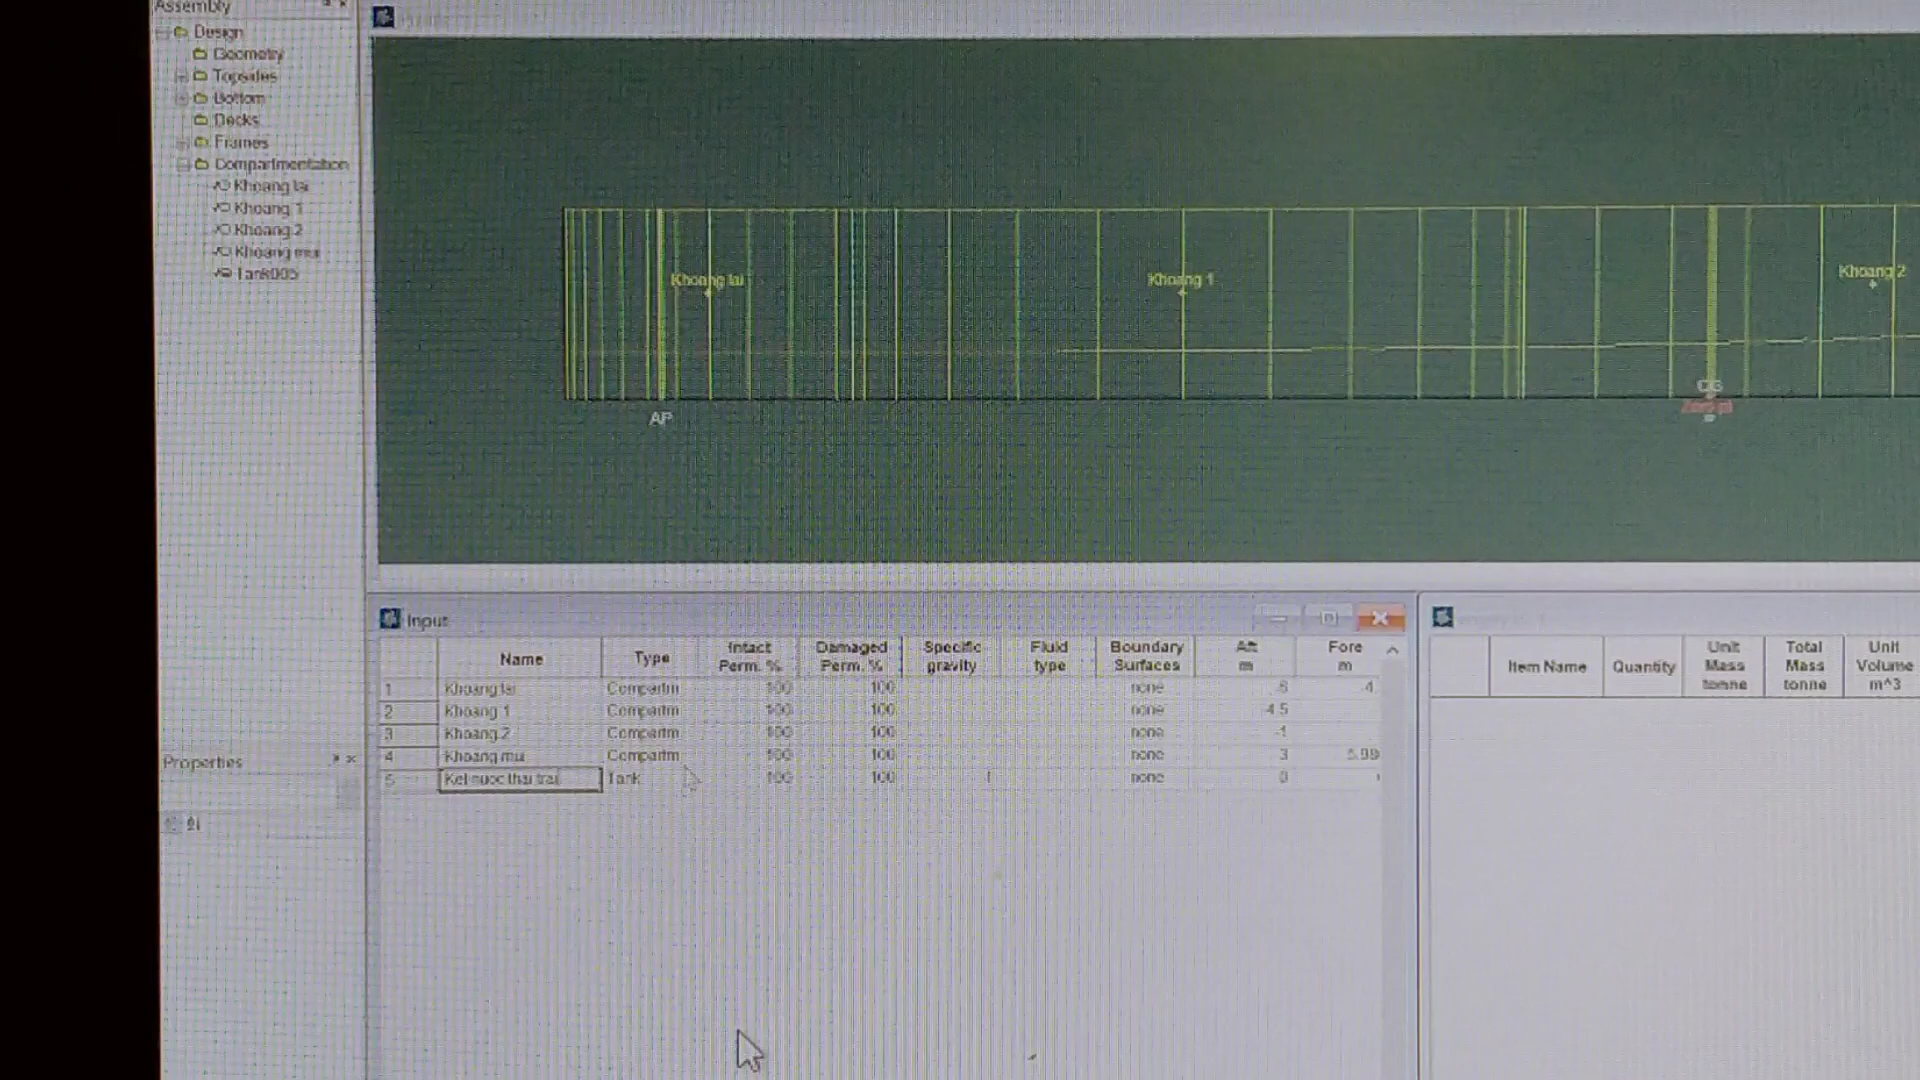 Assembly
Design
Geometry
Topsides
Bottom
Decks
Frames
Compartmentation
Khoang lai
Khoang 1
Khoang 2
Khoang mui
Tank005
Properties
Khoang lai
Khoang 1
Khoang 2
AP
CG
Input
Name Type Intact Perm. % Damaged Perm. % Specific gravity Fluid type Boundary Surfaces Aft m Fore m
1 Khoang lai Compartm 100 100 none
2 Khoang 1 Compartm 100 100 none 4.5
3 Khoang 2 Compartm 100 100 none -1
4 Khoang mui Compartm 100 100 none 3 5.99
5 Ket nuoc thai trai Tank 100 100 none 0
Item Name Quantity Unit Mass tonne Total Mass tonne Unit Volume m^3